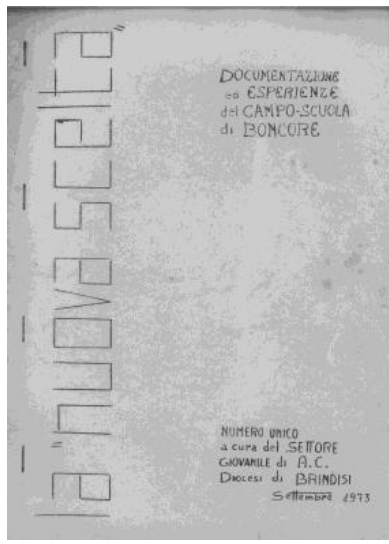 la "nuova scelta"
DOCUMENTAZIONE
ed ESPERIENZE
del CAMPO-SCUOLA
di BONCORE
NUMERO UNICO
a cura del SETTORE
GIOVANILE di A.C.
Diocesi di BRINDISI
Settembre 1973